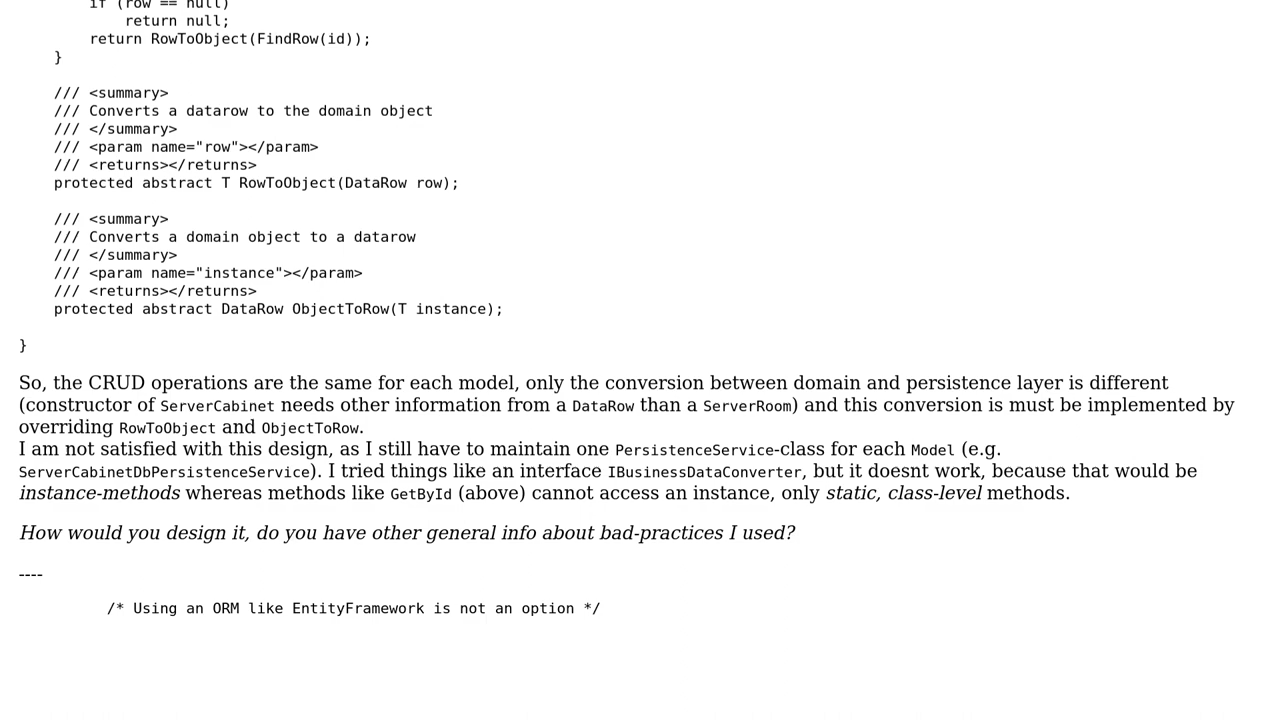 if (row == null)
return null;
return RowToObject(FindRow(id));
}
/// <summary>
/// Converts a datarow to the domain object
/// </summary>
/// <param name="row"></param>
/// <returns></returns>
protected abstract T RowToObject(DataRow row);
/// <summary>
/// Converts a domain object to a datarow
/// </summary>
/// <param name="instance"></param>
/// <returns></returns>
protected abstract DataRow ObjectToRow(T instance);
}
So, the CRUD operations are the same for each model, only the conversion between domain and persistence layer is different
(constructor of ServerCabinet needs other information from a DataRow than a ServerRoom) and this conversion is must be implemented by
overriding RowToObject and ObjectToRow.
I am not satisfied with this design, as I still have to maintain one PersistenceService-class for each Model (e.g.
ServerCabinetDbPersistenceService). I tried things like an interface IBusinessDataConverter, but it doesnt work, because that would be
instance-methods whereas methods like GetById (above) cannot access an instance, only static, class-level methods.
How would you design it, do you have other general info about bad-practices I used?
----
/* Using an ORM like EntityFramework is not an option */